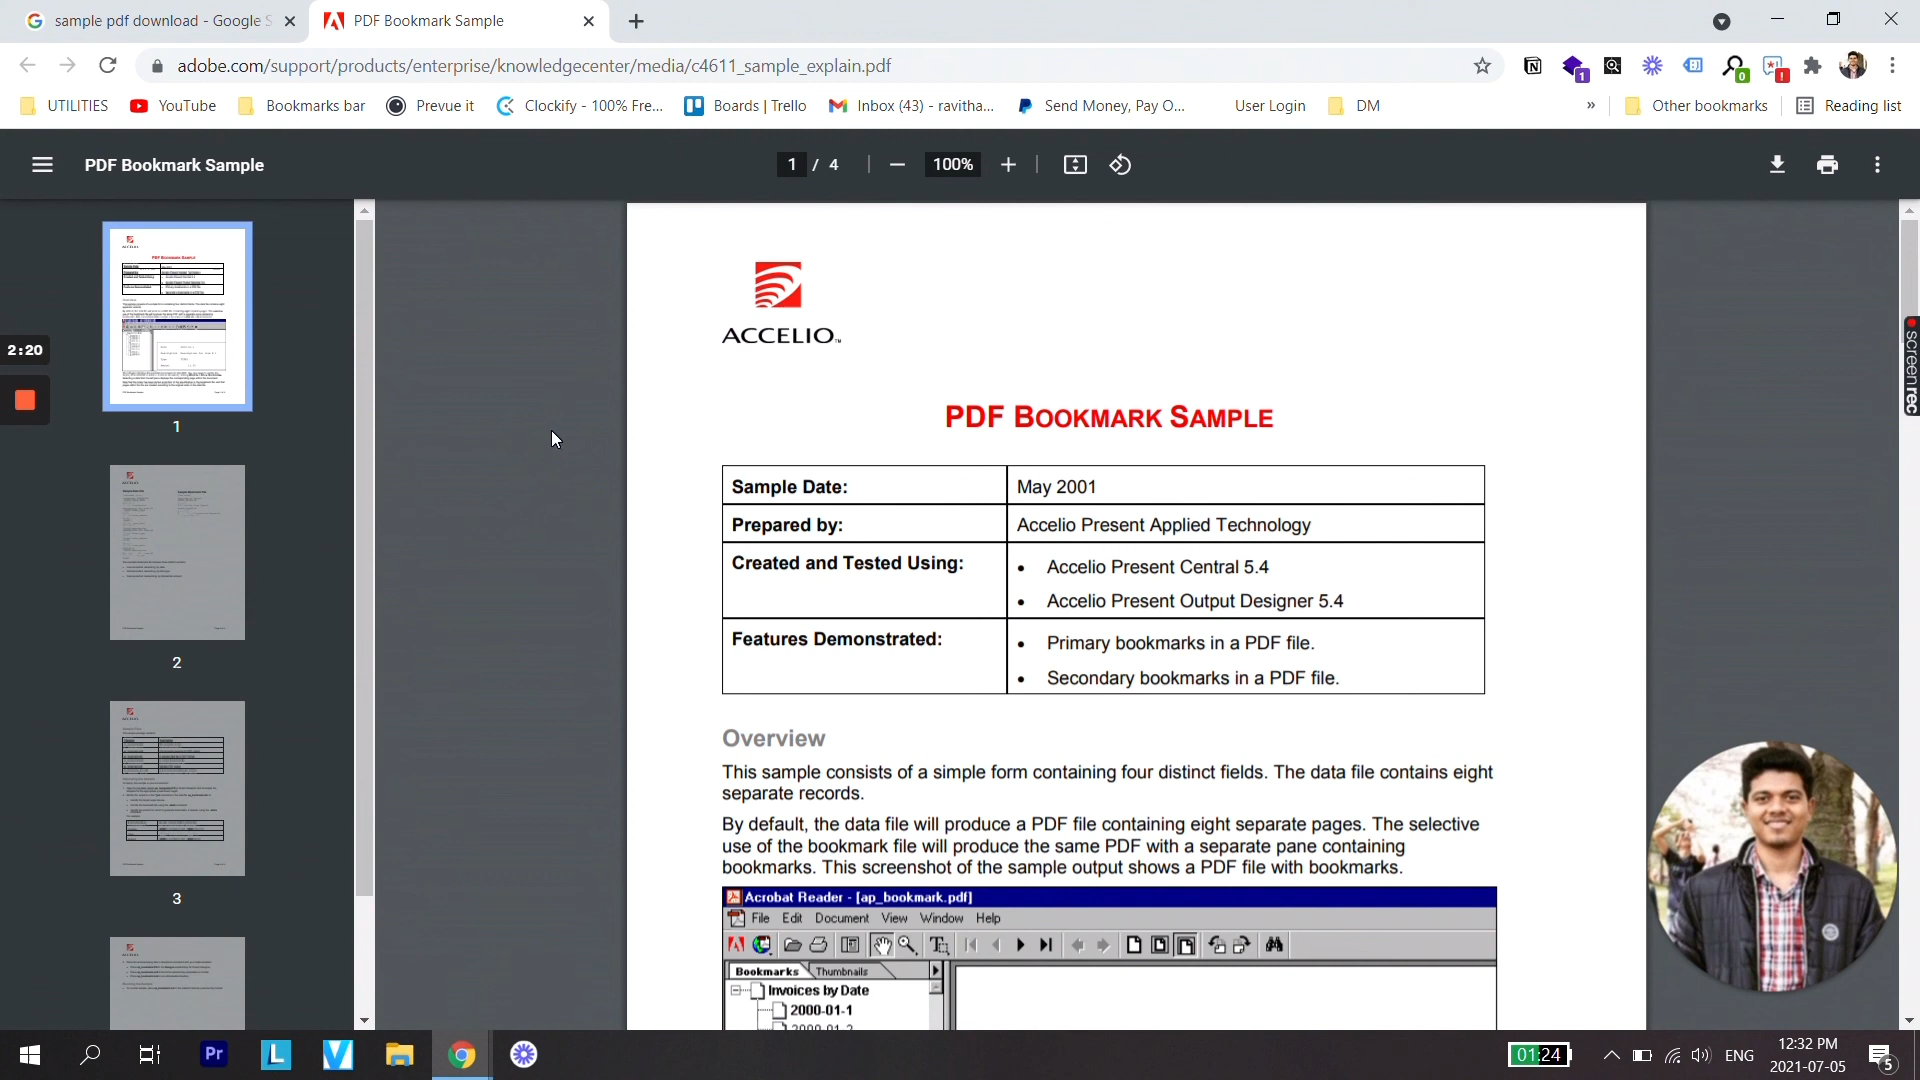 sample pdf download - Google S
PDF Bookmark Sample
adobe.com/support/products/enterprise/knowledgecenter/media/c4611_sample_explain.pdf
1
0
!
UTILITIES
YouTube
Bookmarks bar
Prevue it
Clockify - 100% Fre...
Boards | Trello
Inbox (43) - ravitha...
Send Money, Pay O...
User Login
DM
»
Other bookmarks
Reading list
PDF Bookmark Sample
1 / 4
100%
2:20
1
2
3
ACCELIO™
PDF BOOKMARK SAMPLE
Sample Date: May 2001
Prepared by: Accelio Present Applied Technology
Created and Tested Using: • Accelio Present Central 5.4
• Accelio Present Output Designer 5.4
Features Demonstrated: • Primary bookmarks in a PDF file.
• Secondary bookmarks in a PDF file.
Overview
This sample consists of a simple form containing four distinct fields. The data file contains eight
separate records.
By default, the data file will produce a PDF file containing eight separate pages. The selective
use of the bookmark file will produce the same PDF with a separate pane containing
bookmarks. This screenshot of the sample output shows a PDF file with bookmarks.
Acrobat Reader - [ap_bookmark.pdf]
File Edit Document View Window Help
Bookmarks Thumbnails
Invoices by Date
2000-01-1
2000-01-2
screenrec
Pr
L
01:24
ENG
12:32 PM
2021-07-05
5